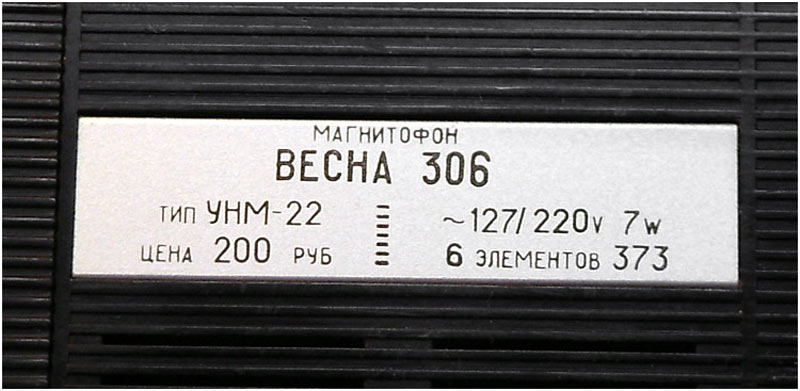 МАГНИТОФОН
ВЕСНА 306
ТИП УНМ-22
ЦЕНА 200 РУБ
~127/220V 7W
6 ЭЛЕМЕНТОВ 373